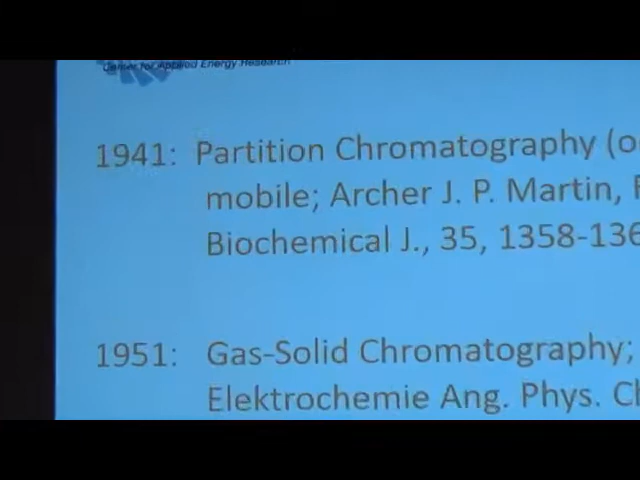 Center for Applied Energy Research
1941: Partition Chromatography
mobile; Archer J. P. Martin,
Biochemical J., 35, 1358-136
1951: Gas-Solid Chromatography;
Elektrochemie Ang. Phys.